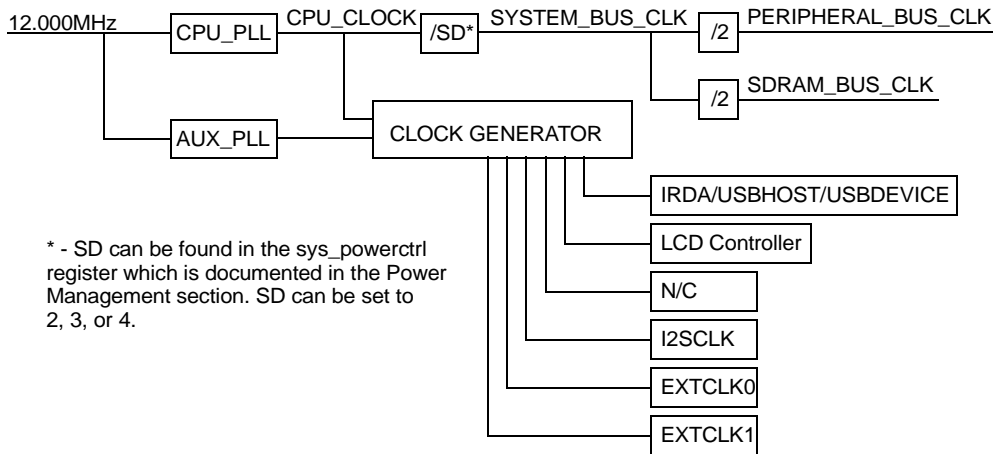 12.000MHz
CPU_PLL
CPU_CLOCK
/SD*
SYSTEM_BUS_CLK
/2
PERIPHERAL_BUS_CLK
/2
SDRAM_BUS_CLK
AUX_PLL
CLOCK GENERATOR
IRDA/USBHOST/USBDEVICE
LCD Controller
N/C
I2SCLK
EXTCLK0
EXTCLK1
* - SD can be found in the sys_powerctrl
register which is documented in the Power
Management section. SD can be set to
2, 3, or 4.